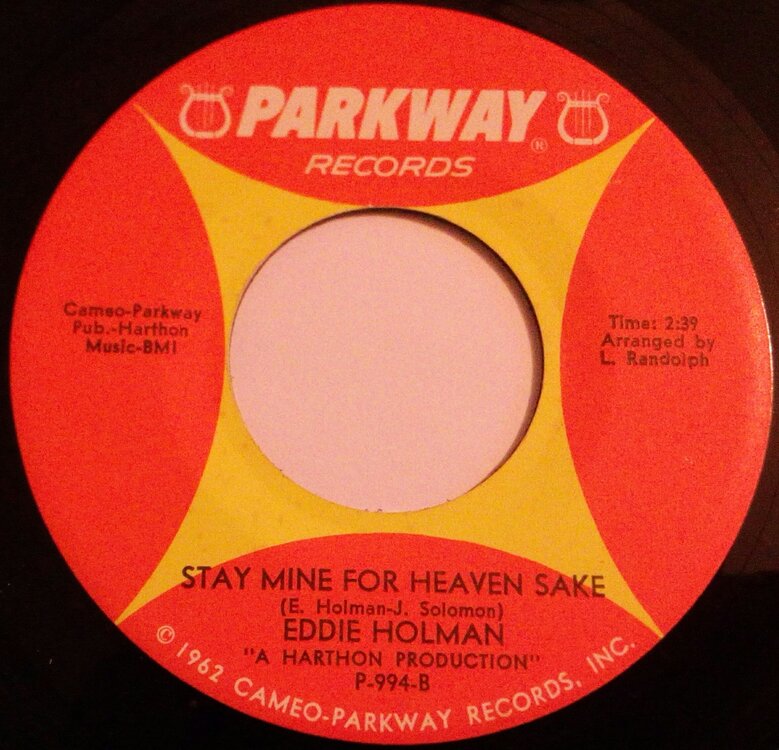 PARKWAY®
RECORDS
Cameo-Parkway
Pub.-Harthon
Music-BMI
Time: 2:39
Arranged by
L. Randolph
STAY MINE FOR HEAVEN SAKE
(E. Holman-J. Solomon)
EDDIE HOLMAN
"A HARTHON PRODUCTION"
P-994-B
© 1962 CAMEO-PARKWAY RECORDS, INC.